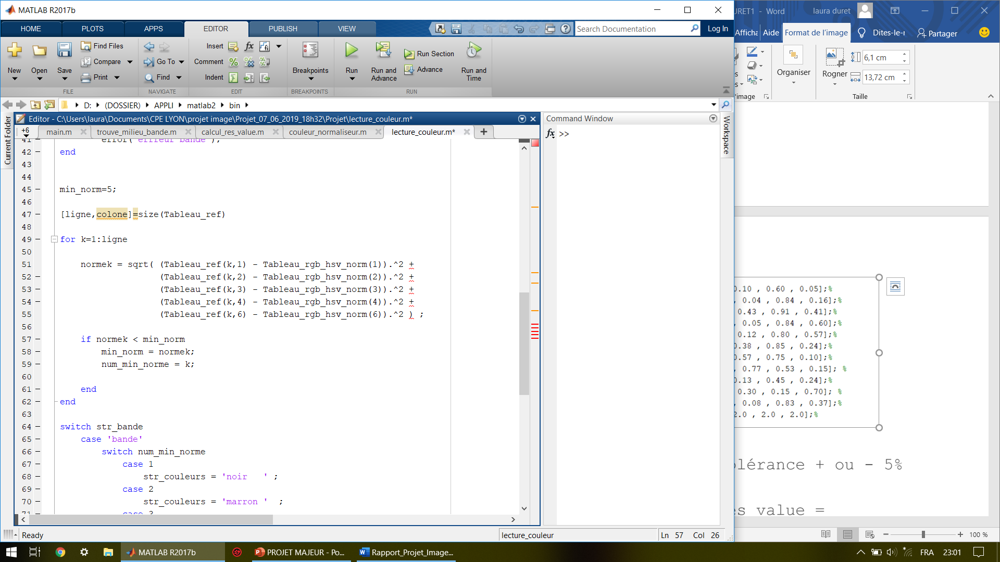 MATLAB R2017b
HOME PLOTS APPS EDITOR PUBLISH VIEW
Search Documentation
Log In
New
Open
Save
Find Files
Compare
Print
FILE
Go To
Find
NAVIGATE
Insert
Comment
Indent
EDIT
Breakpoints
BREAKPOINTS
Run
Run and Advance
Run Section
Advance
Run and Time
RUN
D: (DOSSIER) APPLI matlab2 bin
Current Folder
Editor - C:\Users\laura\Documents\CPE LYON\projet image\Projet_07_06_2019_18h32\Projet\lecture_couleur.m*
+6 main.m trouve_milieu_bande.m calcul_res_value.m couleur_normaliseur.m lecture_couleur.m* +
41 error('erreur bande');
42 end
43
44
45 min_norm=5;
46
47 [ligne,colone]=size(Tableau_ref)
48
49 for k=1:ligne
50
51 normek = sqrt( (Tableau_ref(k,1) - Tableau_rgb_hsv_norm(1)).^2 +
52 (Tableau_ref(k,2) - Tableau_rgb_hsv_norm(2)).^2 +
53 (Tableau_ref(k,3) - Tableau_rgb_hsv_norm(3)).^2 +
54 (Tableau_ref(k,4) - Tableau_rgb_hsv_norm(4)).^2 +
55 (Tableau_ref(k,6) - Tableau_rgb_hsv_norm(6)).^2 ) ;
56
57 if normek < min_norm
58 min_norm = normek;
59 num_min_norme = k;
60
61 end
62 end
63
64 switch str_bande
65 case 'bande'
66 switch num_min_norme
67 case 1
68 str_couleurs = 'noir   ' ;
69 case 2
70 str_couleurs = 'marron '  ;
71 case 3
Command Window
fx >>
Workspace
Ready
lecture_couleur
Ln 57 Col 26
URET1 - Word
laura duret
Afficha Aide Format de l'image Dites-le-r Partager
Organiser
Rogner
6,1 cm
13,72 cm
'image
Taille
0.10 , 0.60 , 0.05];%
, 0.04 , 0.84 , 0.16];%
0.43 , 0.91 , 0.41];%
, 0.05 , 0.84 , 0.60];%
0.12 , 0.80 , 0.57];%
0.38 , 0.85 , 0.24];%
0.57 , 0.75 , 0.10];%
, 0.77 , 0.53 , 0.15]; %
0.13 , 0.45 , 0.24];%
0.30 , 0.15 , 0.70]; %
, 0.08 , 0.83 , 0.37];%
2.0 , 2.0 , 2.0];%
olérance + ou - 5%
es value =
100 %
MATLAB R2017b
PROJET MAJEUR - Po...
Rapport_Projet_Image...
FRA 23:01